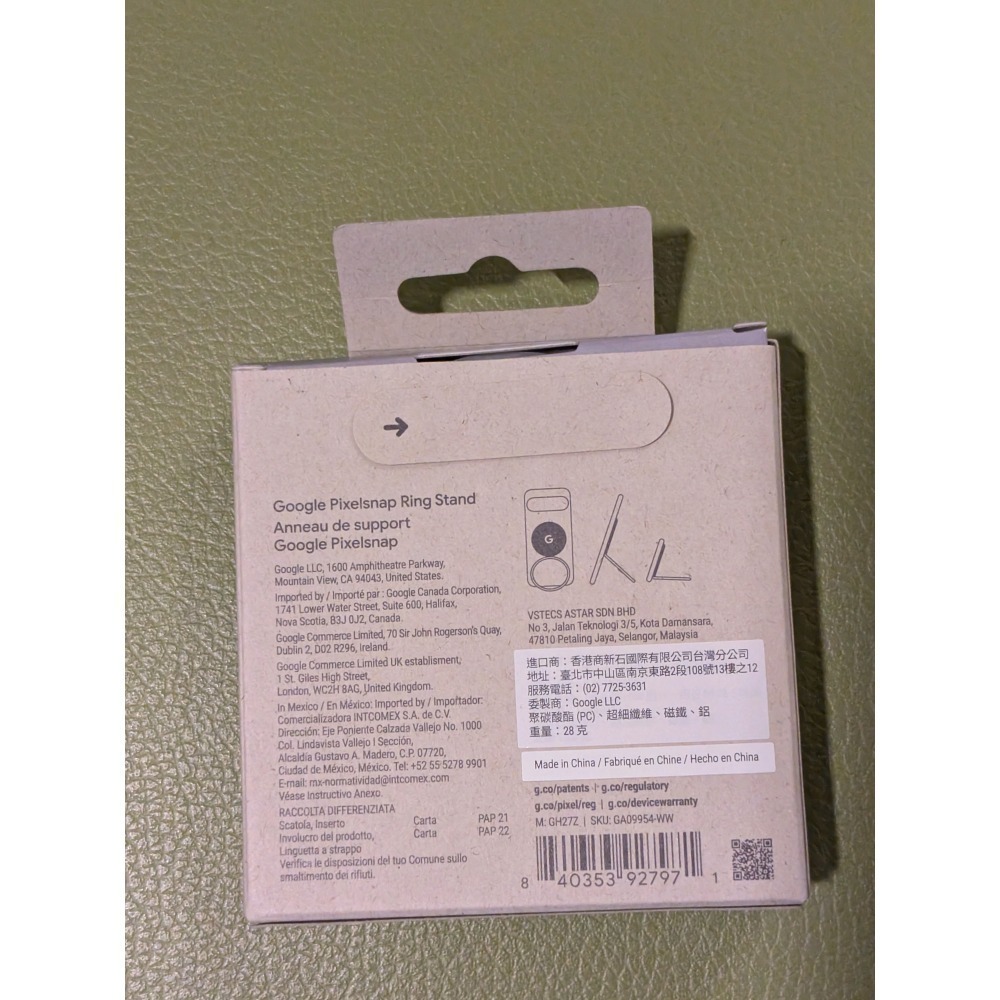 Google Pixelsnap Ring Stand
Anneau de support
Google Pixelsnap
Google LLC, 1600 Amphitheatre Parkway,
Mountain View, CA 94043, United States.
Imported by / Importé par : Google Canada Corporation,
1741 Lower Water Street, Suite 600, Halifax,
Nova Scotia, B3J 0J2, Canada.
Google Commerce Limited, 70 Sir John Rogerson's Quay,
Dublin 2, D02 R296, Ireland.
Google Commerce Limited UK establisment,
1 St. Giles High Street,
London, WC2H 8AG, United Kingdom.
In Mexico / En México: Imported by / Importador:
Comercializadora INTCOMEX S.A. de C.V.
Dirección: Eje Poniente Calzada Vallejo No. 1000
Col. Lindavista Vallejo I Sección,
Alcaldía Gustavo A. Madero, C.P. 07720,
Ciudad de México, México. Tel: +52 55 5278 9901
E-mail: mx-normatividad@intcomex.com
Véase Instructivo Anexo.
RACCOLTA DIFFERENZIATA
Scatola, Inserto Carta PAP 21
Involucro del prodotto, Carta PAP 22
Linguetta a strappo
Verifica le disposizioni del tuo Comune sullo
smaltimento dei rifiuti.
G
VSTECS ASTAR SDN BHD
No 3, Jalan Teknologi 3/5, Kota Damansara,
47810 Petaling Jaya, Selangor, Malaysia
進口商：香港商新石國際有限公司台灣分公司
地址：臺北市中山區南京東路2段108號13樓之12
服務電話：(02) 7725-3631
委製商：Google LLC
聚碳酸酯 (PC)、超細纖維、磁鐵、鋁
重量：28 克
Made in China / Fabriqué en Chine / Hecho en China
g.co/patents | g.co/regulatory
g.co/pixel/reg | g.co/devicewarranty
M: GH27Z | SKU: GA09954-WW
8 40353 92797 1